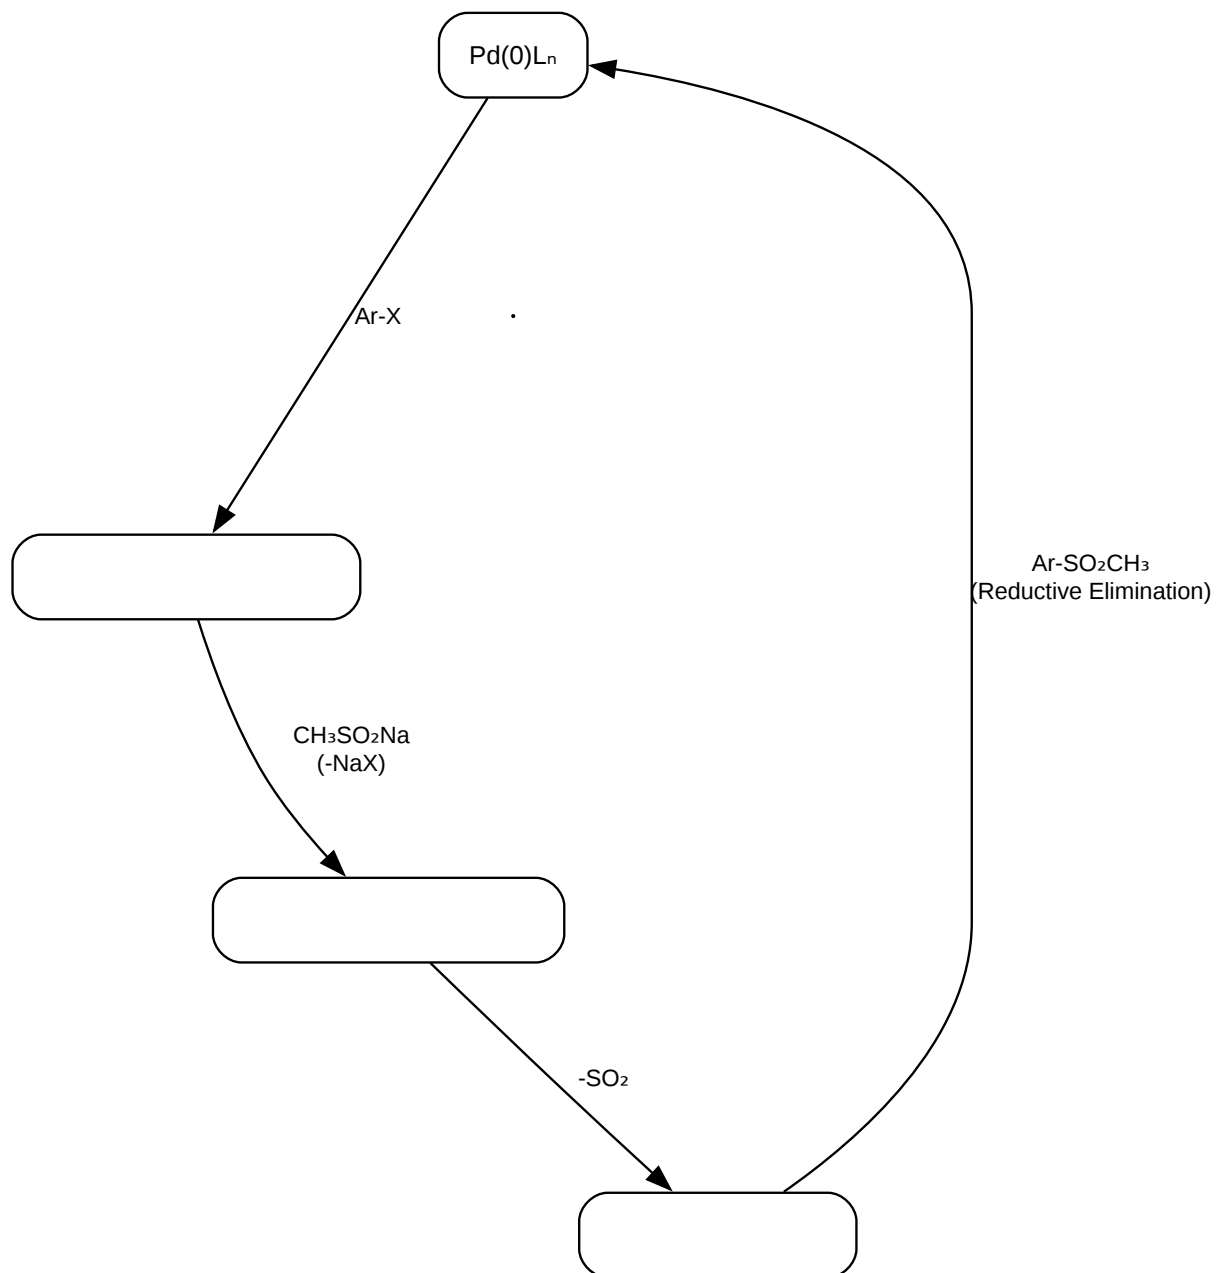 Pd(0)Lₙ
Ar-X
Ar-SO₂CH₃
(Reductive Elimination)
CH₃SO₂Na
(-NaX)
-SO₂